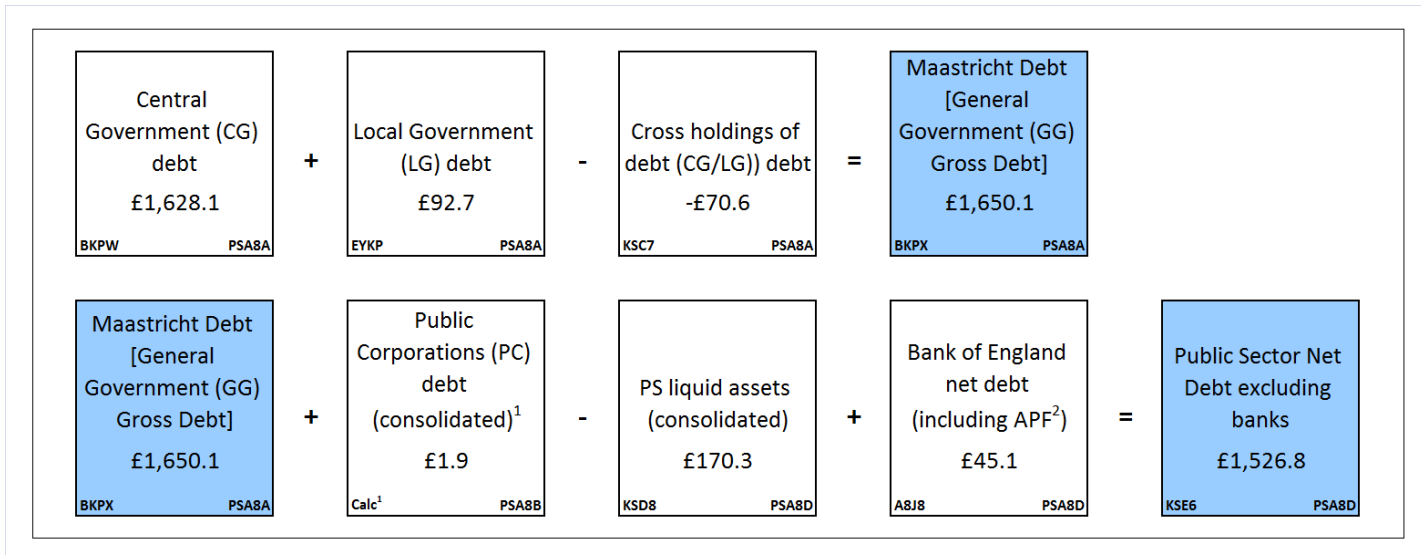 Central
Government (CG)
debt
£1,628.1
BKPW PSA8A
+
Local Government
(LG) debt
£92.7
EYKP PSA8A
-
Cross holdings of
debt (CG/LG)) debt
-£70.6
KSC7 PSA8A
=
Maastricht Debt
[General
Government (GG)
Gross Debt]
£1,650.1
BKPX PSA8A
Maastricht Debt
[General
Government (GG)
Gross Debt]
£1,650.1
BKPX PSA8A
+
Public
Corporations (PC)
debt
(consolidated)¹
£1.9
Calc¹ PSA8B
-
PS liquid assets
(consolidated)
£170.3
KSD8 PSA8D
+
Bank of England
net debt
(including APF²)
£45.1
A8J8 PSA8D
=
Public Sector Net
Debt excluding
banks
£1,526.8
KSE6 PSA8D